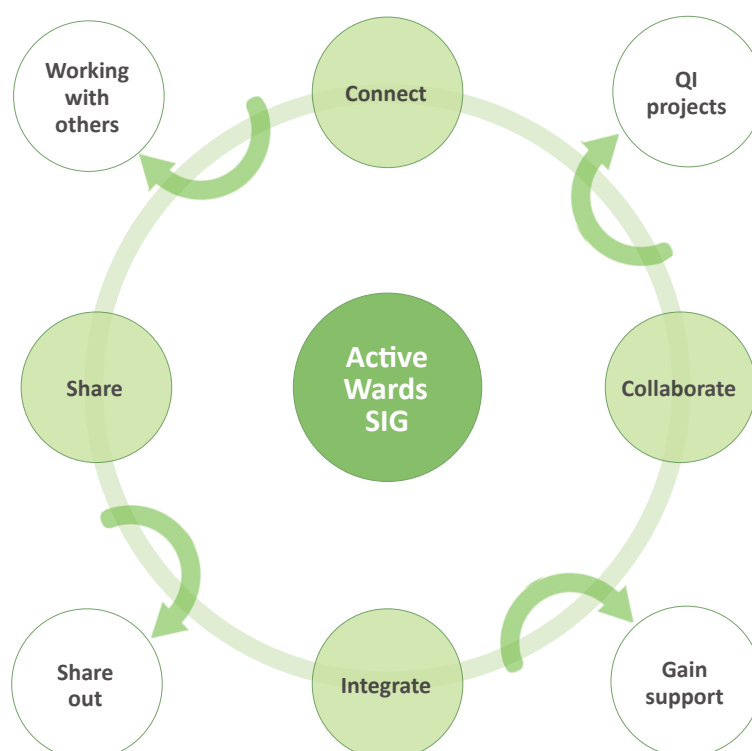 Working
with
others
Connect
QI
projects
Share
Active
Wards
SIG
Collaborate
Share
out
Integrate
Gain
support